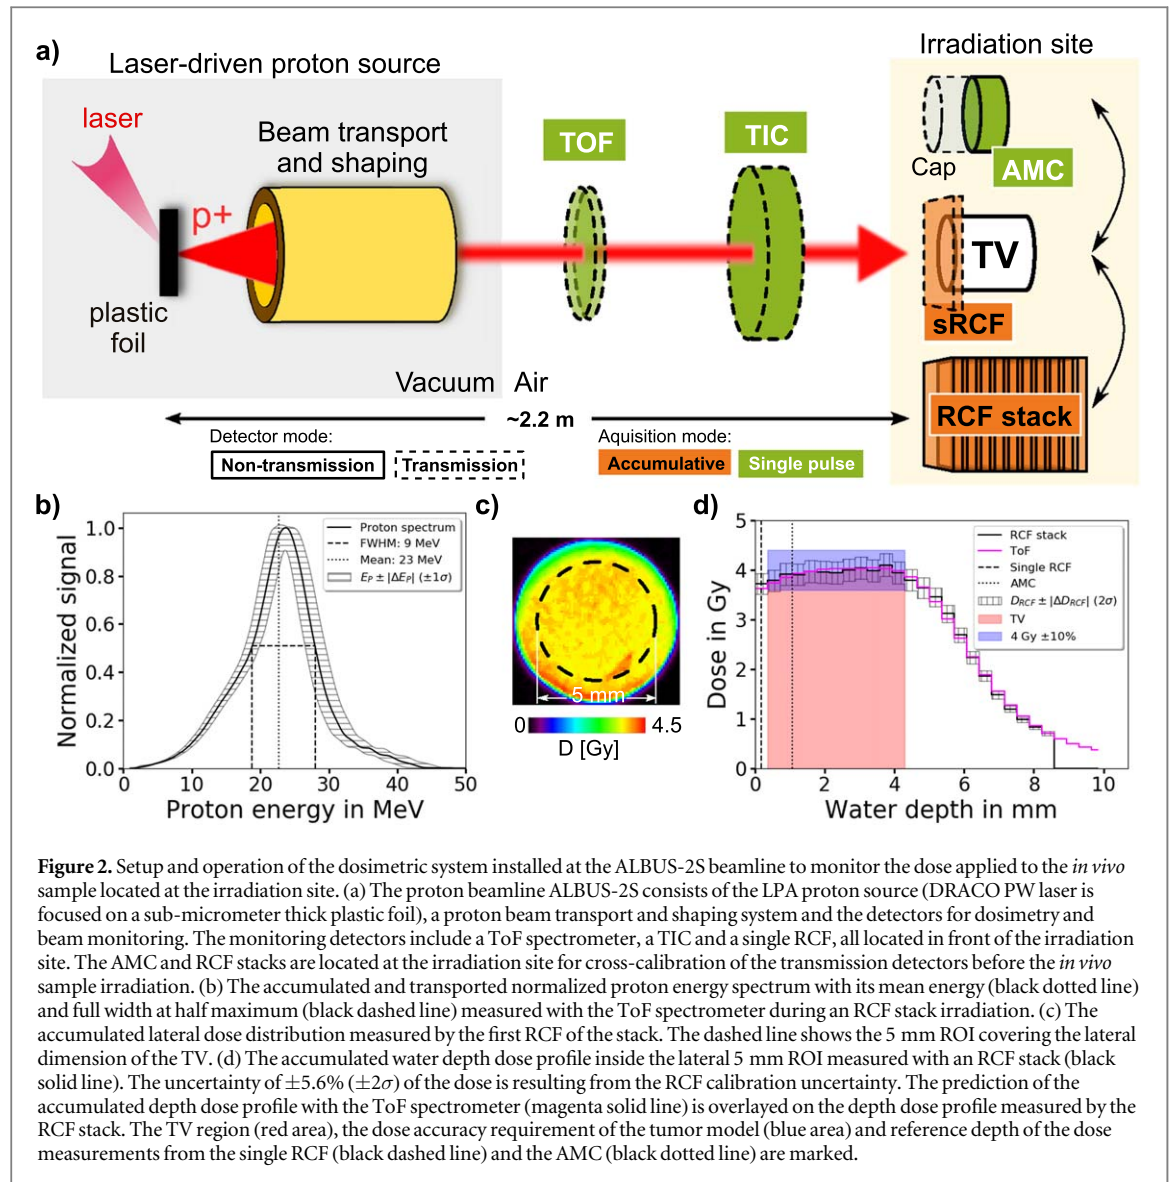 a)
Laser-driven proton source
Irradiation site
laser
Beam transport
and shaping
p+
plastic
foil
TOF
TIC
Cap
AMC
TV
sRCF
RCF stack
Vacuum Air
~2.2 m
Detector mode:
Non-transmission
Transmission
Aquisition mode:
Accumulative
Single pulse
b)
Normalized signal
1.0
0.8
0.6
0.4
0.2
0.0
0 10 20 30 40 50
Proton energy in MeV
Proton spectrum
FWHM: 9 MeV
Mean: 23 MeV
E_P ± |ΔE_P| (±1σ)
c)
5 mm
0 4.5
D [Gy]
d)
Dose in Gy
5
4
3
2
1
0
0 2 4 6 8 10
Water depth in mm
RCF stack
ToF
Single RCF
AMC
D_RCF ± |ΔD_RCF| (2σ)
TV
4 Gy ±10%
Figure 2. Setup and operation of the dosimetric system installed at the ALBUS-2S beamline to monitor the dose applied to the in vivo
sample located at the irradiation site. (a) The proton beamline ALBUS-2S consists of the LPA proton source (DRACO PW laser is
focused on a sub-micrometer thick plastic foil), a proton beam transport and shaping system and the detectors for dosimetry and
beam monitoring. The monitoring detectors include a ToF spectrometer, a TIC and a single RCF, all located in front of the irradiation
site. The AMC and RCF stacks are located at the irradiation site for cross-calibration of the transmission detectors before the in vivo
sample irradiation. (b) The accumulated and transported normalized proton energy spectrum with its mean energy (black dotted line)
and full width at half maximum (black dashed line) measured with the ToF spectrometer during an RCF stack irradiation. (c) The
accumulated lateral dose distribution measured by the first RCF of the stack. The dashed line shows the 5 mm ROI covering the lateral
dimension of the TV. (d) The accumulated water depth dose profile inside the lateral 5 mm ROI measured with an RCF stack (black
solid line). The uncertainty of ±5.6% (±2σ) of the dose is resulting from the RCF calibration uncertainty. The prediction of the
accumulated depth dose profile with the ToF spectrometer (magenta solid line) is overlayed on the depth dose profile measured by the
RCF stack. The TV region (red area), the dose accuracy requirement of the tumor model (blue area) and reference depth of the dose
measurements from the single RCF (black dashed line) and the AMC (black dotted line) are marked.